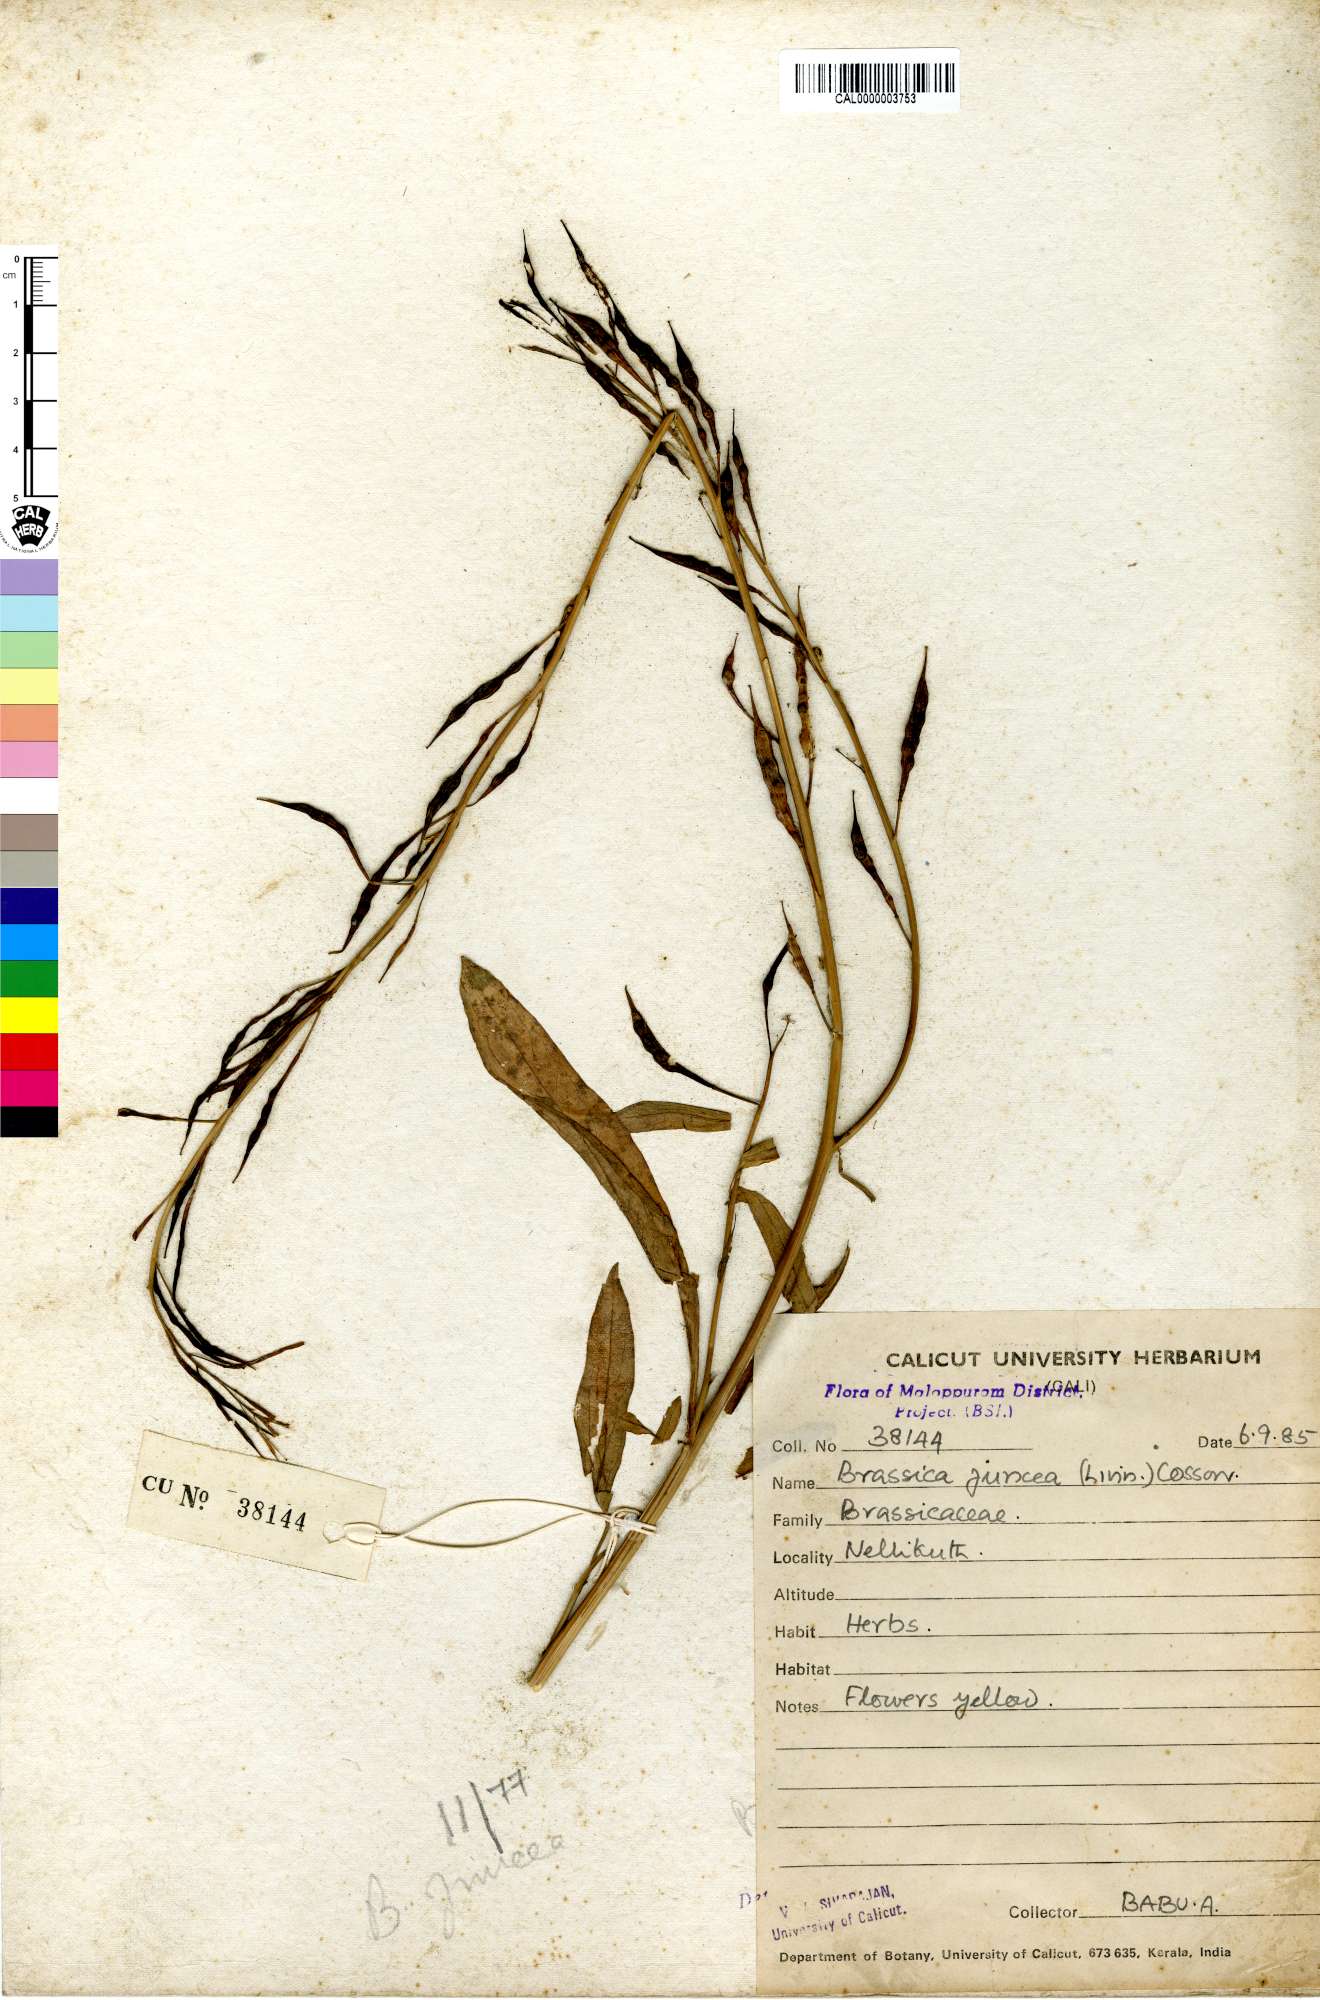 CAL0000003753
0
cm
1
2
3
4
5
CAL
HERB
CALICUT UNIVERSITY HERBARIUM
(CALI)
Flora of Malappuram District,
Project. (BSI.)
Coll. No 38144 Date 6.9.85
Name Brassica juncea (Linn.) Cosson.
Family Brassicaceae.
Locality Nellikuth.
Altitude
Habit Herbs.
Habitat
Notes Flowers yellow.
CU No 38144
11/77
B. juncea
SIVARAJAN,
University of Calicut.
Collector BABU.A.
Department of Botany, University of Calicut, 673 635, Kerala, India